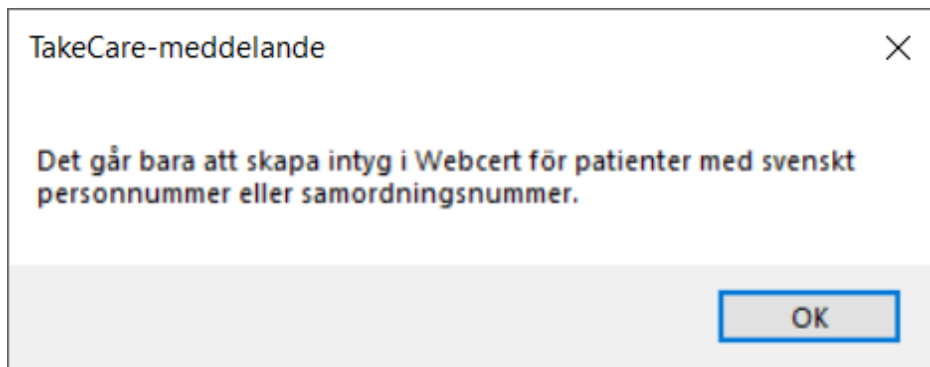 TakeCare-meddelande
Det går bara att skapa intyg i Webcert för patienter med svenskt
personnummer eller samordningsnummer.
OK